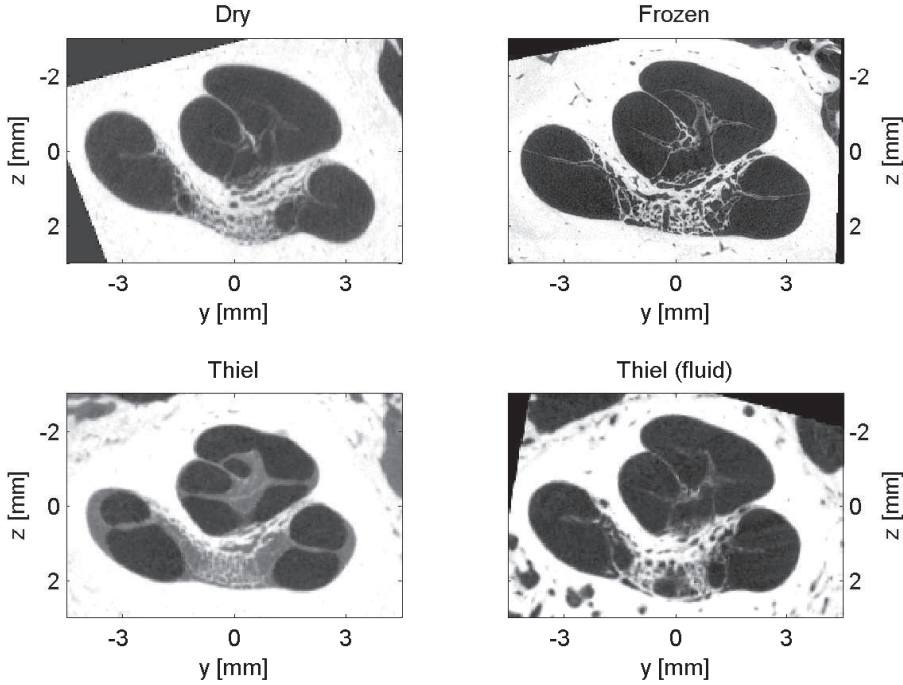 Dry
-2
0
2
z [mm]
-3 0 3
y [mm]
Frozen
-2
0
2
z [mm]
-3 0 3
y [mm]
Thiel
-2
0
2
z [mm]
-3 0 3
y [mm]
Thiel (fluid)
-2
0
2
z [mm]
-3 0 3
y [mm]